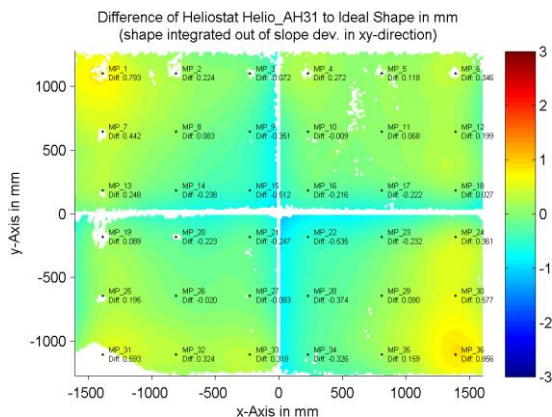 Difference of Heliostat Helio_AH31 to Ideal Shape in mm
(shape integrated out of slope dev. in xy-direction)
MP_1 MP_2 MP_3 MP_4 MP_5 MP_6
Diff. 0.793 Diff. 0.224 Diff. 0.072 Diff. 0.272 Diff. 0.118 Diff. 0.346
MP_7 MP_8 MP_9 MP_10 MP_11 MP_12
Diff. 0.442 Diff. 0.083 Diff. -0.351 Diff. -0.009 Diff. 0.068 Diff. 0.199
MP_13 MP_14 MP_15 MP_16 MP_17 MP_18
Diff. 0.248 Diff. -0.238 Diff. -0.512 Diff. -0.216 Diff. -0.222 Diff. 0.027
MP_19 MP_20 MP_21 MP_22 MP_23 MP_24
Diff. 0.089 Diff. -0.223 Diff. -0.247 Diff. -0.535 Diff. -0.232 Diff. 0.361
MP_25 MP_26 MP_27 MP_28 MP_29 MP_30
Diff. 0.196 Diff. -0.020 Diff. -0.083 Diff. -0.374 Diff. 0.090 Diff. 0.577
MP_31 MP_32 MP_33 MP_34 MP_35 MP_36
Diff. 0.593 Diff. 0.324 Diff. 0.318 Diff. -0.326 Diff. 0.159 Diff. 0.856
1000
500
0
-500
-1000
y-Axis in mm
-1500 -1000 -500 0 500 1000 1500
x-Axis in mm
3
2
1
0
-1
-2
-3